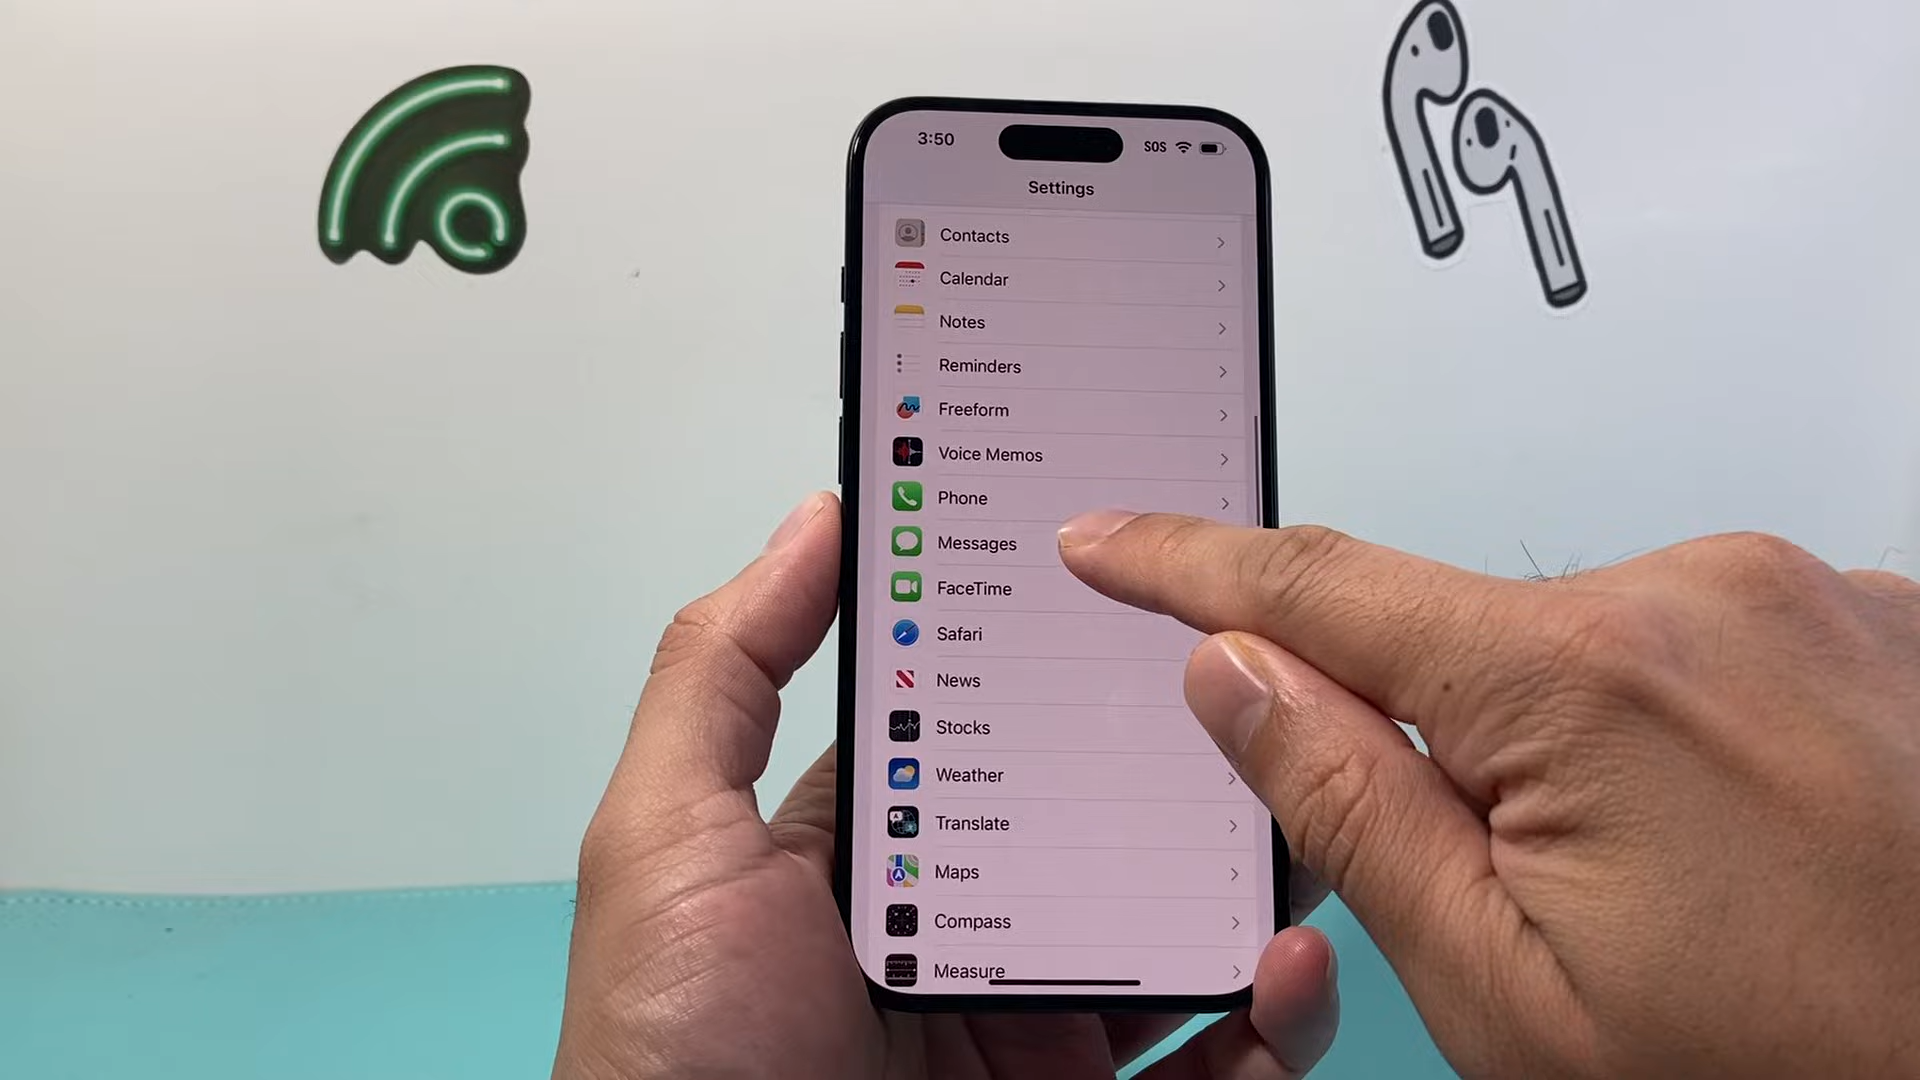 3:50
SOS
Settings
Contacts
Calendar
Notes
Reminders
Freeform
Voice Memos
Phone
Messages
FaceTime
Safari
News
Stocks
Weather
Translate
Maps
Compass
Measure